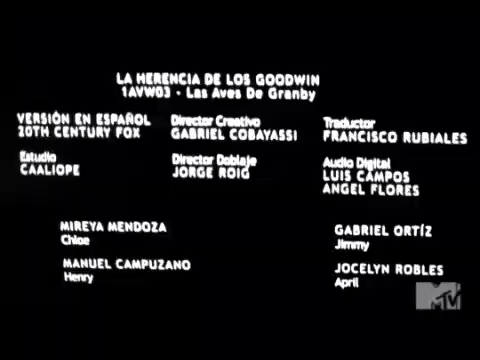 LA HERENCIA DE LOS GOODWIN
1AVW03 - Las Aves De Granby
VERSIÓN EN ESPAÑOL
20TH CENTURY FOX
Director Creativo
GABRIEL COBAYASSI
Traductor
FRANCISCO RUBIALES
Estudio
CAALIOPE
Director Doblaje
JORGE ROIG
Audio Digital
LUIS CAMPOS
ANGEL FLORES
MIREYA MENDOZA
Chloe
GABRIEL ORTÍZ
Jimmy
MANUEL CAMPUZANO
Henry
JOCELYN ROBLES
April
MTV